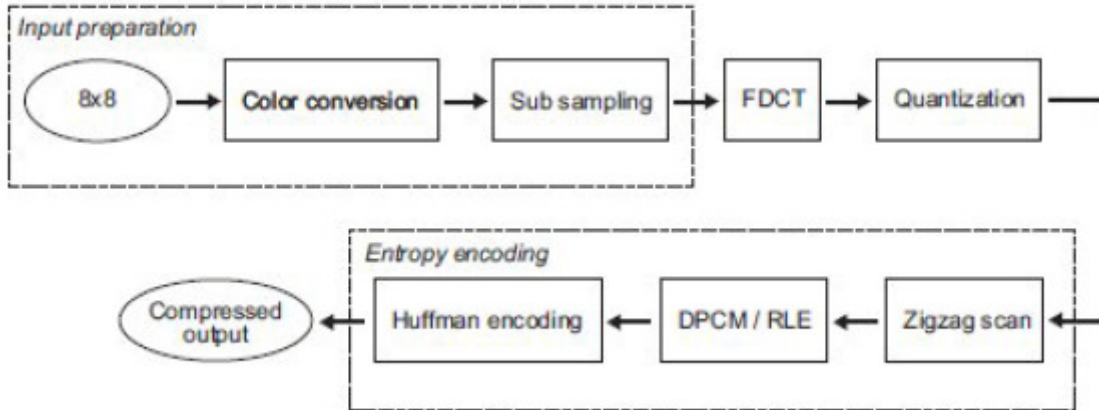 Input preparation
8x8
Color conversion
Sub sampling
FDCT
Quantization
Entropy encoding
Compressed
output
Huffman encoding
DPCM / RLE
Zigzag scan